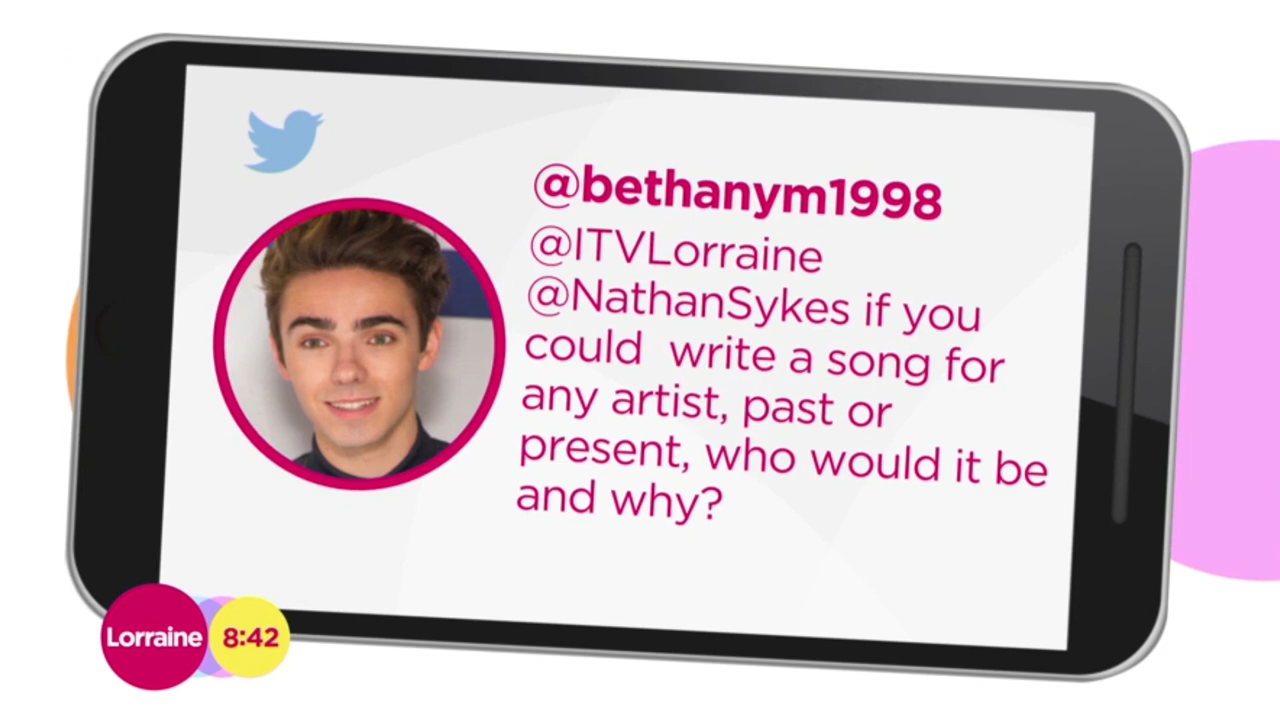 @bethanym1998
@ITVLorraine
@NathanSykes if you
could write a song for
any artist, past or
present, who would it be
and why?
Lorraine 8:42